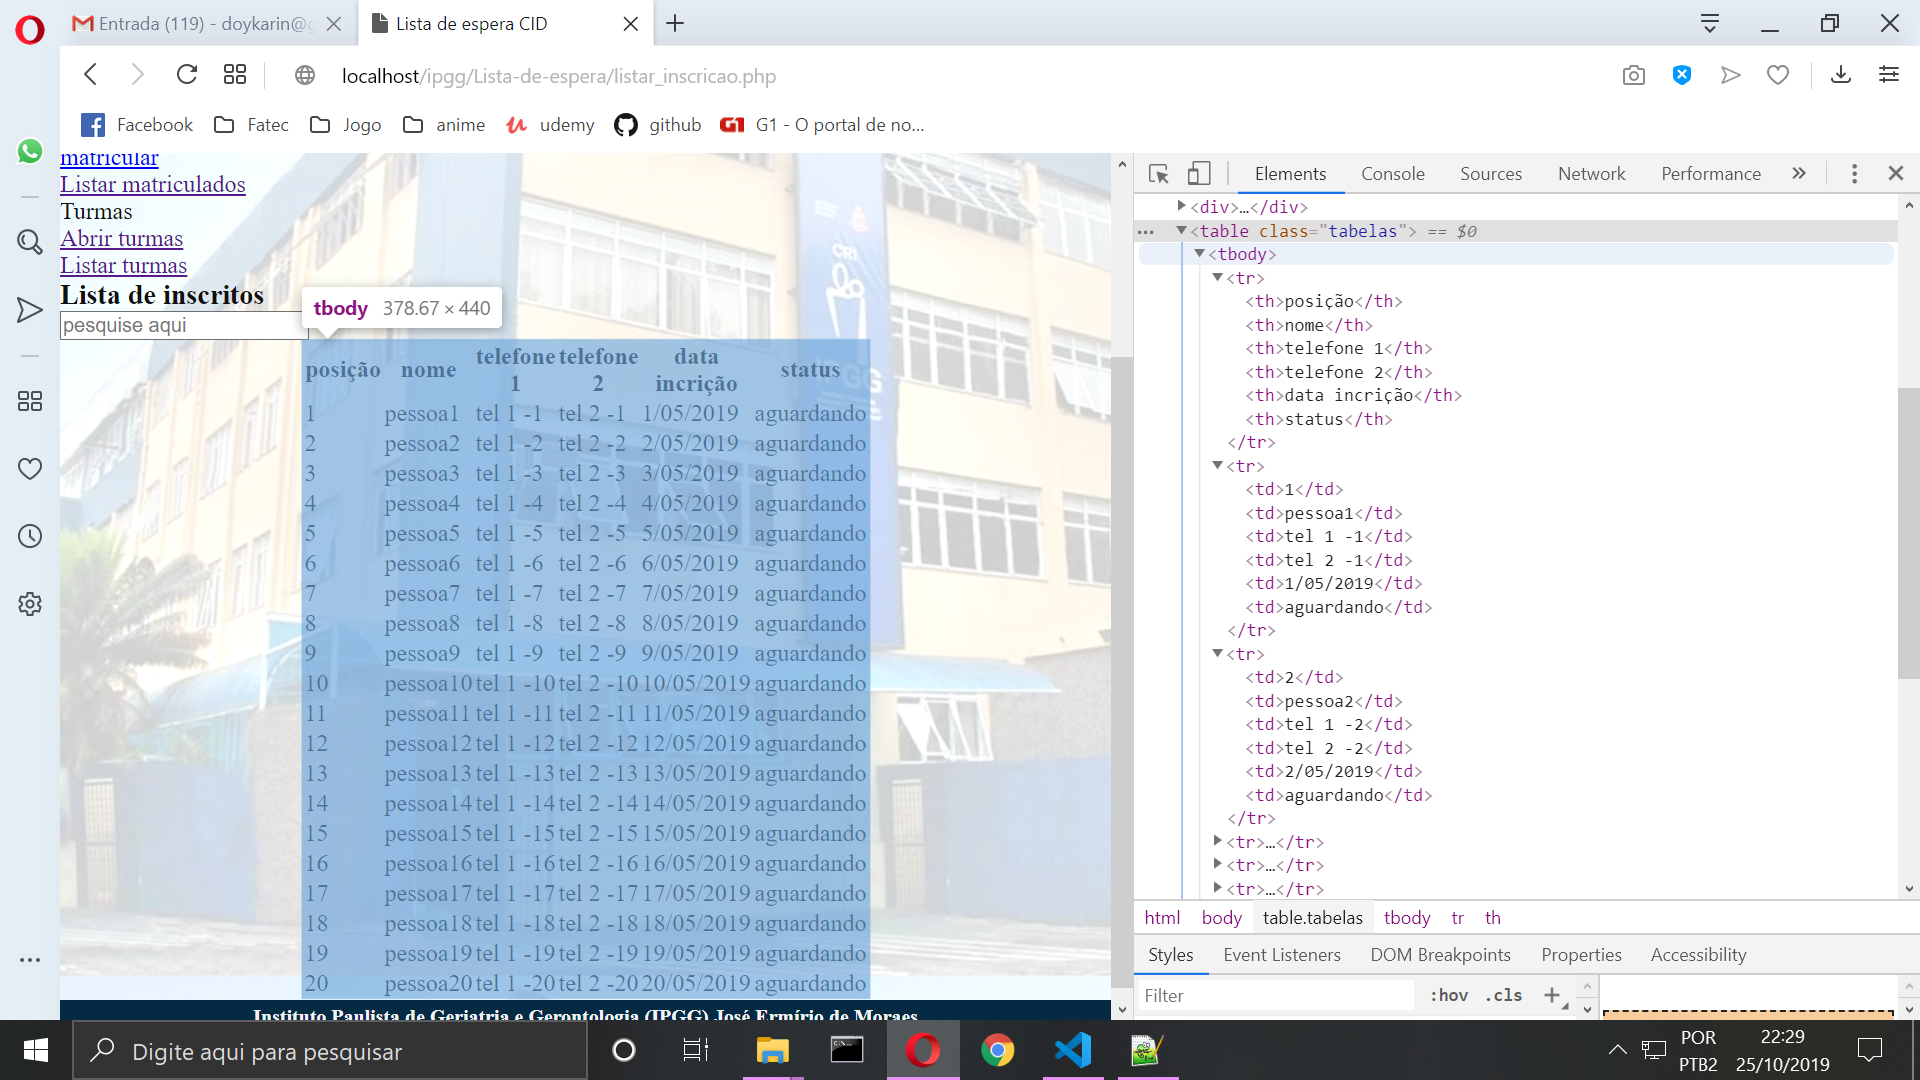 Entrada (119) - doykarin@g
Lista de espera CID
localhost/ipgg/Lista-de-espera/listar_inscricao.php
Facebook Fatec Jogo anime udemy github G1 - O portal de no...
matricular
Listar matriculados
Turmas
Abrir turmas
Listar turmas
Lista de inscritos
pesquise aqui
tbody 378.67 × 440
posição nome telefone 1 telefone 2 data incrição status
1 pessoa1 tel 1 -1 tel 2 -1 1/05/2019 aguardando
2 pessoa2 tel 1 -2 tel 2 -2 2/05/2019 aguardando
3 pessoa3 tel 1 -3 tel 2 -3 3/05/2019 aguardando
4 pessoa4 tel 1 -4 tel 2 -4 4/05/2019 aguardando
5 pessoa5 tel 1 -5 tel 2 -5 5/05/2019 aguardando
6 pessoa6 tel 1 -6 tel 2 -6 6/05/2019 aguardando
7 pessoa7 tel 1 -7 tel 2 -7 7/05/2019 aguardando
8 pessoa8 tel 1 -8 tel 2 -8 8/05/2019 aguardando
9 pessoa9 tel 1 -9 tel 2 -9 9/05/2019 aguardando
10 pessoa10 tel 1 -10 tel 2 -10 10/05/2019 aguardando
11 pessoa11 tel 1 -11 tel 2 -11 11/05/2019 aguardando
12 pessoa12 tel 1 -12 tel 2 -12 12/05/2019 aguardando
13 pessoa13 tel 1 -13 tel 2 -13 13/05/2019 aguardando
14 pessoa14 tel 1 -14 tel 2 -14 14/05/2019 aguardando
15 pessoa15 tel 1 -15 tel 2 -15 15/05/2019 aguardando
16 pessoa16 tel 1 -16 tel 2 -16 16/05/2019 aguardando
17 pessoa17 tel 1 -17 tel 2 -17 17/05/2019 aguardando
18 pessoa18 tel 1 -18 tel 2 -18 18/05/2019 aguardando
19 pessoa19 tel 1 -19 tel 2 -19 19/05/2019 aguardando
20 pessoa20 tel 1 -20 tel 2 -20 20/05/2019 aguardando
Instituto Paulista de Geriatria e Gerontologia (IPGG) José Ermírio de Moraes
CRI
Elements Console Sources Network Performance »
<div>…</div>
<table class="tabelas"> == $0
<tbody>
<tr>
<th>posição</th>
<th>nome</th>
<th>telefone 1</th>
<th>telefone 2</th>
<th>data incrição</th>
<th>status</th>
</tr>
<tr>
<td>1</td>
<td>pessoa1</td>
<td>tel 1 -1</td>
<td>tel 2 -1</td>
<td>1/05/2019</td>
<td>aguardando</td>
</tr>
<tr>
<td>2</td>
<td>pessoa2</td>
<td>tel 1 -2</td>
<td>tel 2 -2</td>
<td>2/05/2019</td>
<td>aguardando</td>
</tr>
<tr>…</tr>
<tr>…</tr>
<tr>…</tr>
html body table.tabelas tbody tr th
Styles Event Listeners DOM Breakpoints Properties Accessibility
Filter :hov .cls +
Digite aqui para pesquisar
POR
PTB2
22:29
25/10/2019